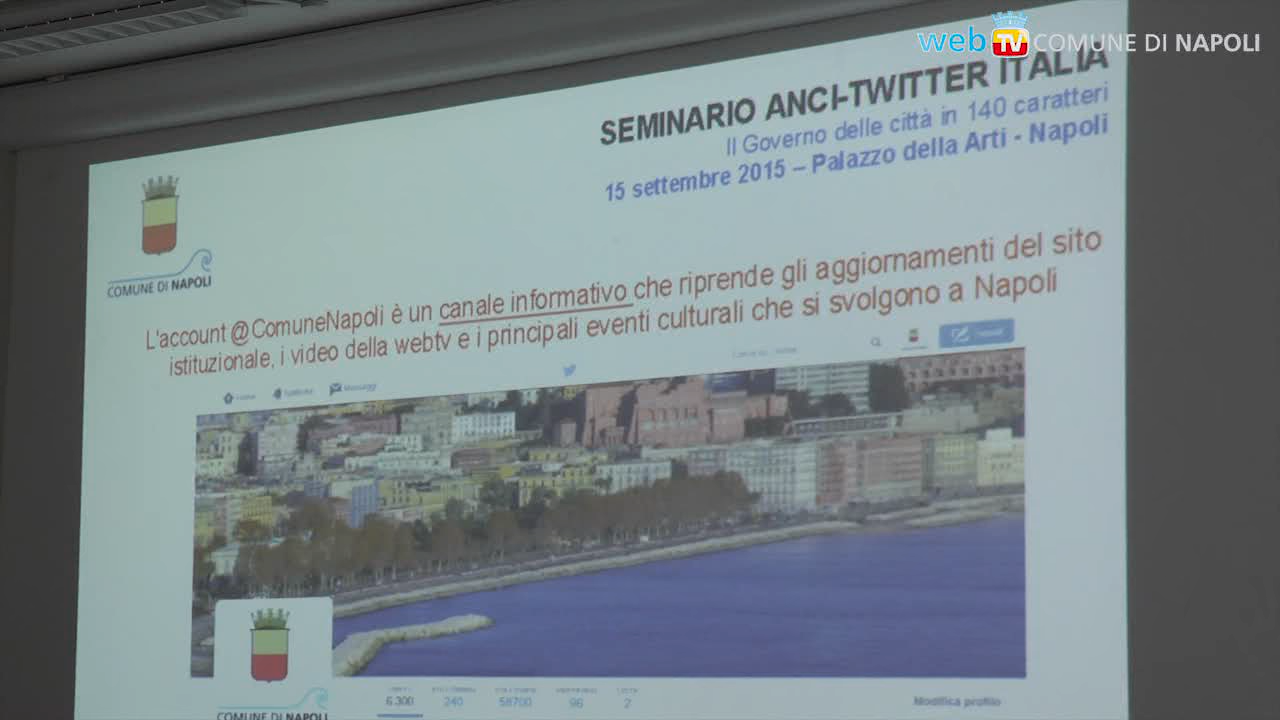 web TV COMUNE DI NAPOLI
SEMINARIO ANCI-TWITTER ITALIA
Il Governo delle città in 140 caratteri
15 settembre 2015 – Palazzo della Arti - Napoli
COMUNE DI NAPOLI
L'account @ComuneNapoli è un canale informativo che riprende gli aggiornamenti del sito
istituzionale, i video della webtv e i principali eventi culturali che si svolgono a Napoli
Messaggi
6.300 240 58700 96 2
Modifica profilo
COMUNE DI NAPOLI